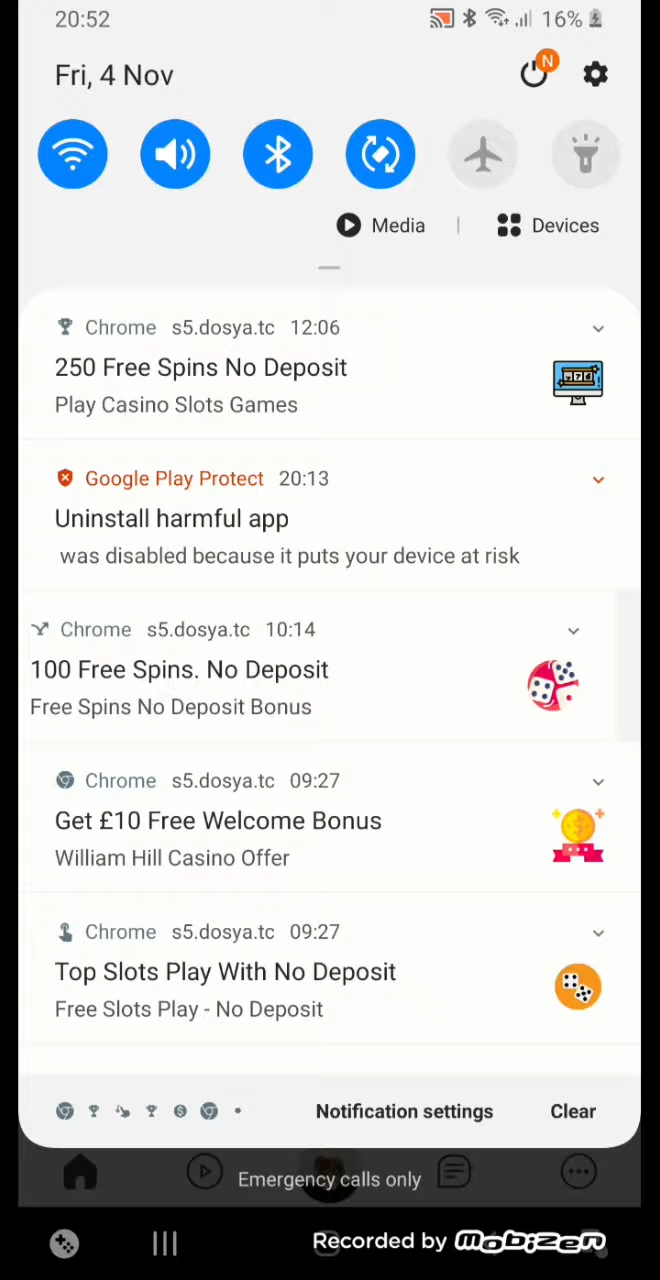 20:52
16%
Fri, 4 Nov
N
Media | Devices
Chrome s5.dosya.tc 12:06
250 Free Spins No Deposit
Play Casino Slots Games
Google Play Protect 20:13
Uninstall harmful app
was disabled because it puts your device at risk
Chrome s5.dosya.tc 10:14
100 Free Spins. No Deposit
Free Spins No Deposit Bonus
Chrome s5.dosya.tc 09:27
Get £10 Free Welcome Bonus
William Hill Casino Offer
Chrome s5.dosya.tc 09:27
Top Slots Play With No Deposit
Free Slots Play - No Deposit
Notification settings Clear
Emergency calls only
Recorded by Mobizen